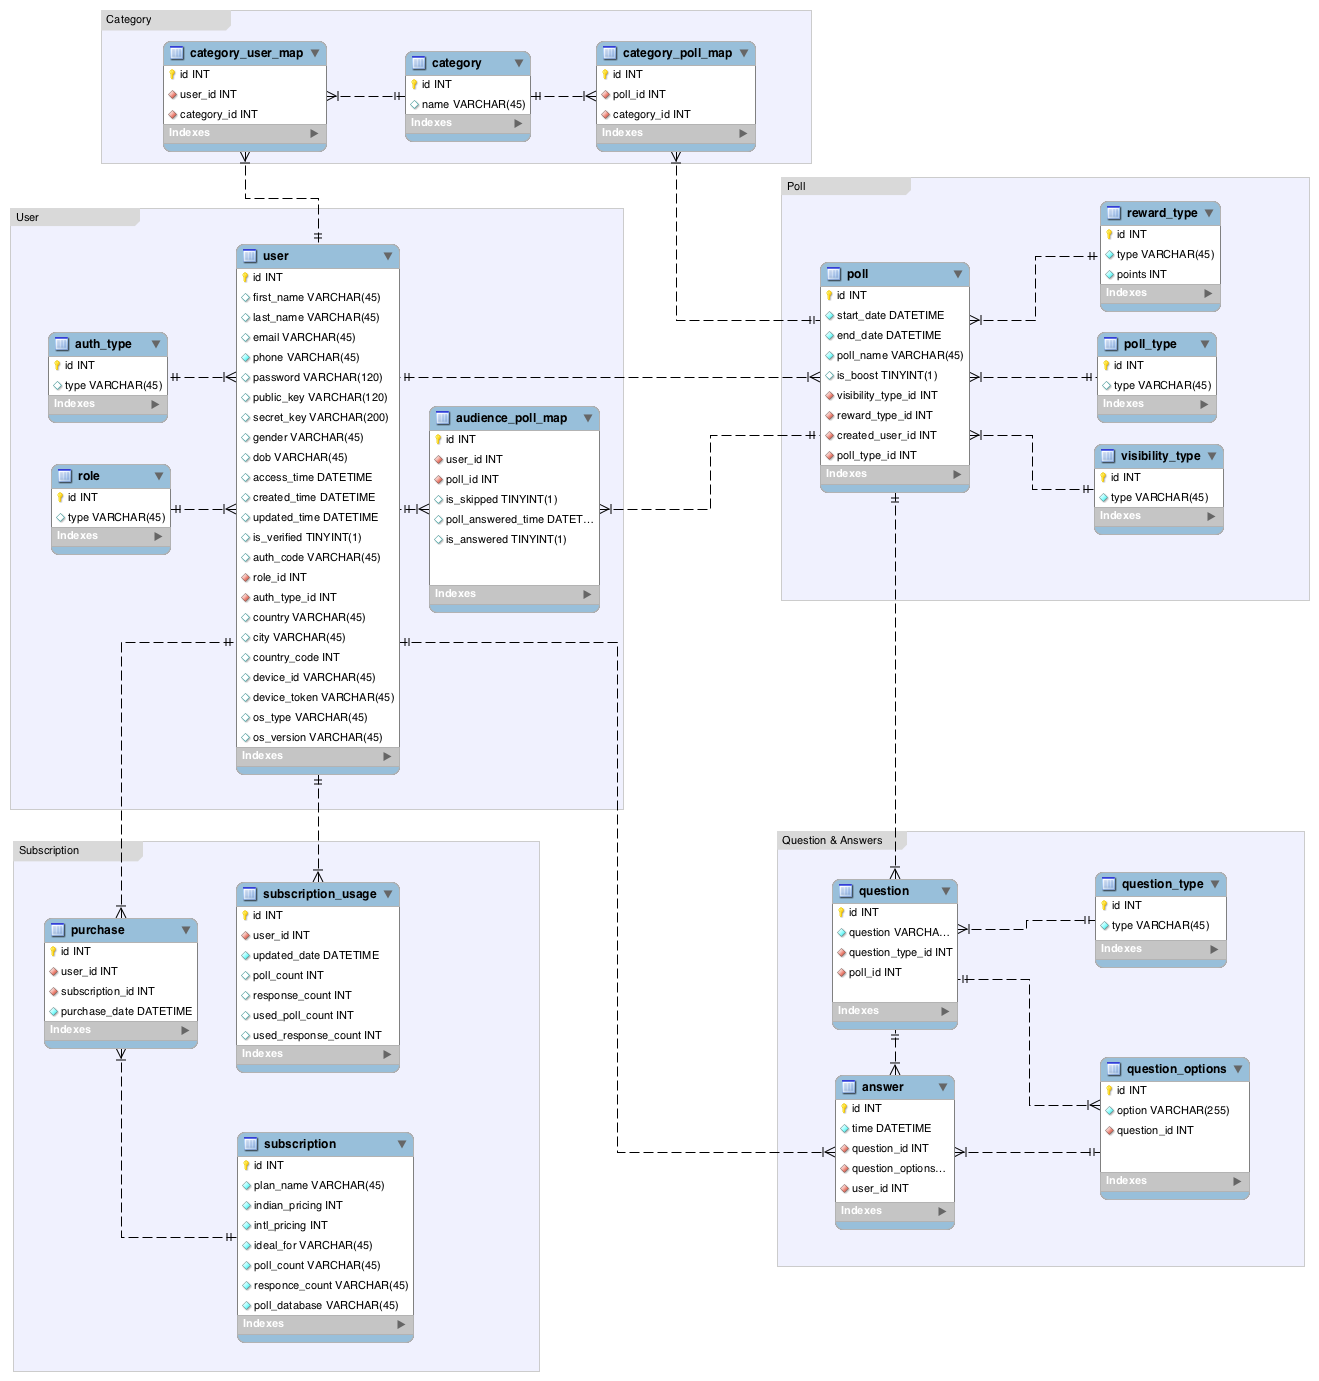 Category
category_user_map
id INT
user_id INT
category_id INT
Indexes
category
id INT
name VARCHAR(45)
Indexes
category_poll_map
id INT
poll_id INT
category_id INT
Indexes
User
user
id INT
first_name VARCHAR(45)
last_name VARCHAR(45)
email VARCHAR(45)
phone VARCHAR(45)
password VARCHAR(120)
public_key VARCHAR(120)
secret_key VARCHAR(200)
gender VARCHAR(45)
dob VARCHAR(45)
access_time DATETIME
created_time DATETIME
updated_time DATETIME
is_verified TINYINT(1)
auth_code VARCHAR(45)
role_id INT
auth_type_id INT
country VARCHAR(45)
city VARCHAR(45)
country_code INT
device_id VARCHAR(45)
device_token VARCHAR(45)
os_type VARCHAR(45)
os_version VARCHAR(45)
Indexes
auth_type
id INT
type VARCHAR(45)
Indexes
role
id INT
type VARCHAR(45)
Indexes
audience_poll_map
id INT
user_id INT
poll_id INT
is_skipped TINYINT(1)
poll_answered_time DATET...
is_answered TINYINT(1)
Indexes
Poll
poll
id INT
start_date DATETIME
end_date DATETIME
poll_name VARCHAR(45)
is_boost TINYINT(1)
visibility_type_id INT
reward_type_id INT
created_user_id INT
poll_type_id INT
Indexes
reward_type
id INT
type VARCHAR(45)
points INT
Indexes
poll_type
id INT
type VARCHAR(45)
Indexes
visibility_type
id INT
type VARCHAR(45)
Indexes
Subscription
purchase
id INT
user_id INT
subscription_id INT
purchase_date DATETIME
Indexes
subscription_usage
id INT
user_id INT
updated_date DATETIME
poll_count INT
response_count INT
used_poll_count INT
used_response_count INT
Indexes
subscription
id INT
plan_name VARCHAR(45)
indian_pricing INT
intl_pricing INT
ideal_for VARCHAR(45)
poll_count VARCHAR(45)
responce_count VARCHAR(45)
poll_database VARCHAR(45)
Indexes
Question & Answers
question
id INT
question VARCHA...
question_type_id INT
poll_id INT
Indexes
question_type
id INT
type VARCHAR(45)
Indexes
answer
id INT
time DATETIME
question_id INT
question_options...
user_id INT
Indexes
question_options
id INT
option VARCHAR(255)
question_id INT
Indexes